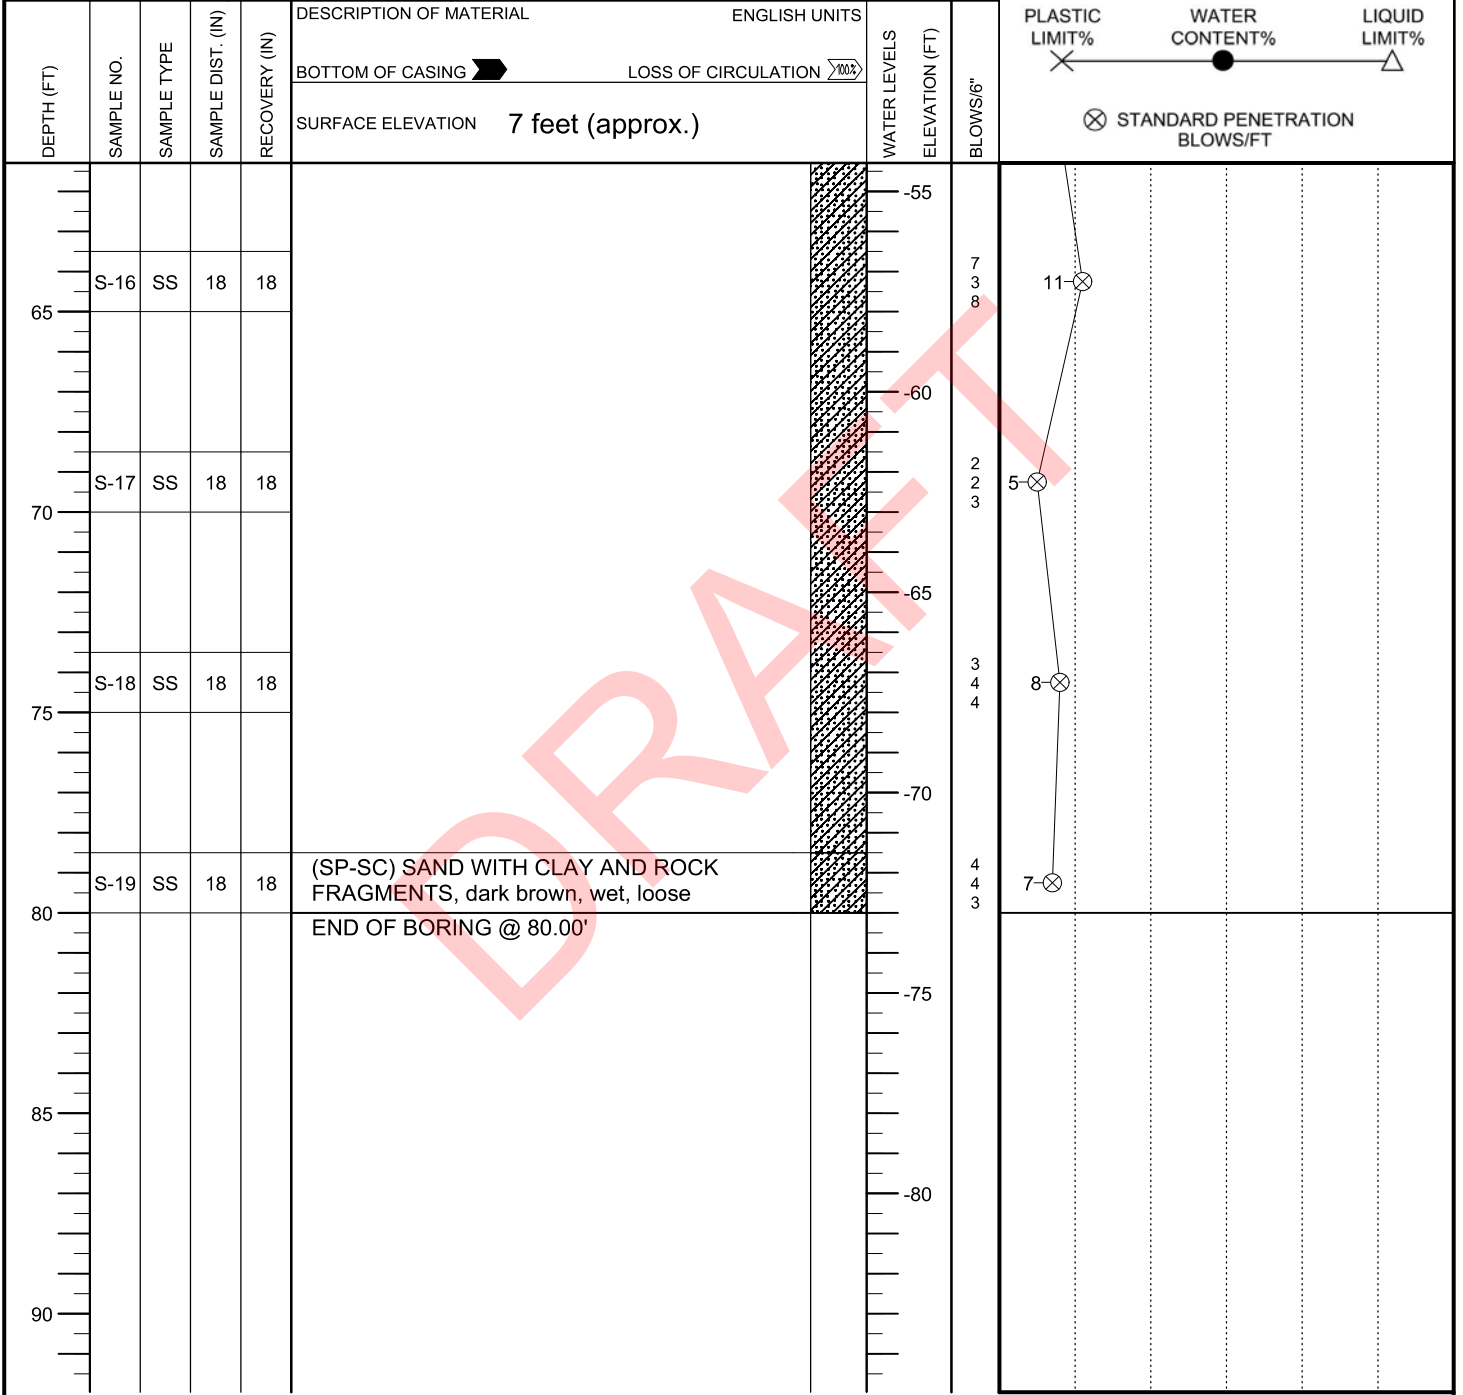 DEPTH (FT)
SAMPLE NO.
SAMPLE TYPE
SAMPLE DIST. (IN)
RECOVERY (IN)
DESCRIPTION OF MATERIAL ENGLISH UNITS
BOTTOM OF CASING LOSS OF CIRCULATION 100%
SURFACE ELEVATION 7 feet (approx.)
WATER LEVELS
ELEVATION (FT)
BLOWS/6"
PLASTIC LIMIT%
WATER CONTENT%
LIQUID LIMIT%
STANDARD PENETRATION
BLOWS/FT
-55
S-16 SS 18 18
7
3
8
11
65
-60
S-17 SS 18 18
2
2
3
5
70
-65
S-18 SS 18 18
3
4
4
8
75
-70
S-19 SS 18 18
(SP-SC) SAND WITH CLAY AND ROCK
FRAGMENTS, dark brown, wet, loose
4
4
3
7
80
END OF BORING @ 80.00'
-75
85
-80
90
DRAFT